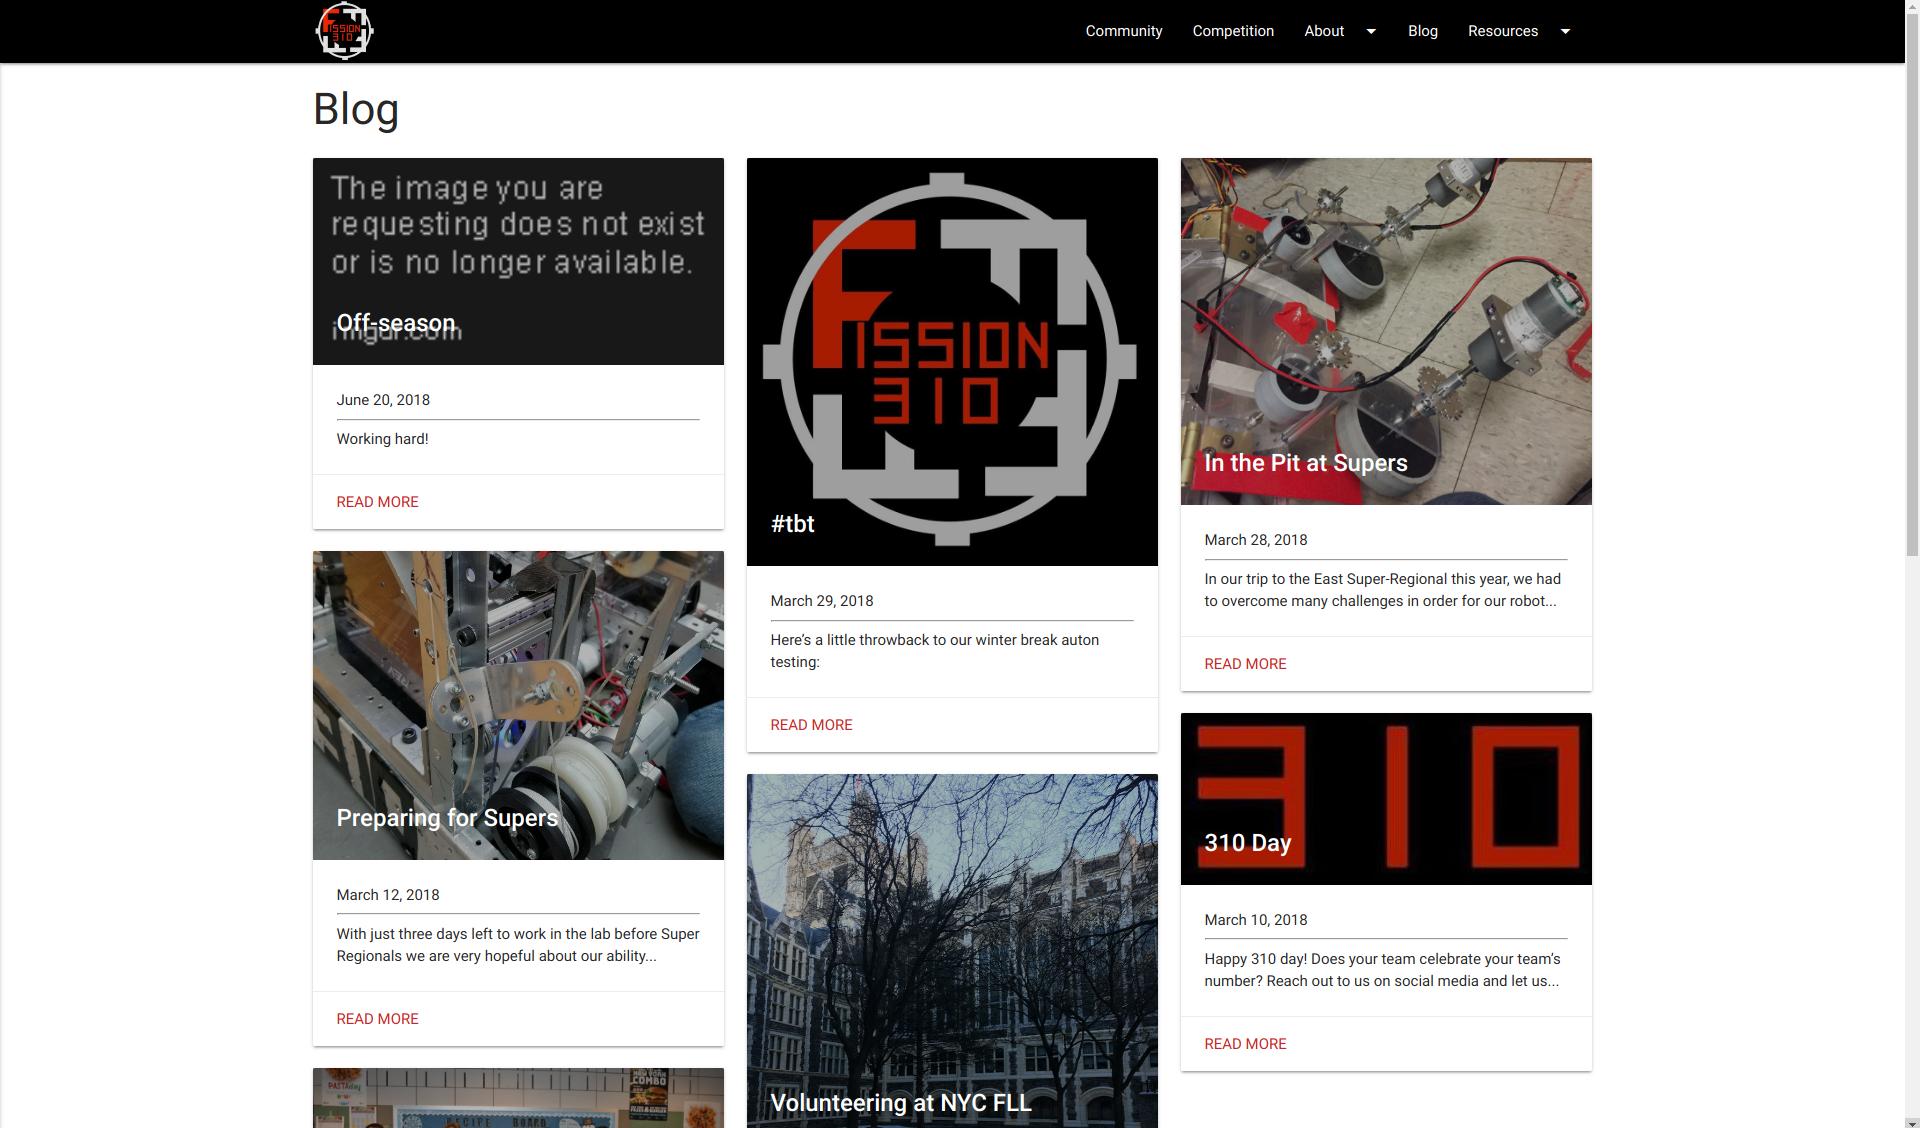 FISSION
310
Community
Competition
About
Blog
Resources
Blog
The image you are
requesting does not exist
or is no longer available.
imgur.com
Off-season
June 20, 2018
Working hard!
READ MORE
FISSION
310
#tbt
March 29, 2018
Here’s a little throwback to our winter break auton
testing:
READ MORE
In the Pit at Supers
March 28, 2018
In our trip to the East Super-Regional this year, we had
to overcome many challenges in order for our robot...
READ MORE
Preparing for Supers
March 12, 2018
With just three days left to work in the lab before Super
Regionals we are very hopeful about our ability...
READ MORE
310
310 Day
March 10, 2018
Happy 310 day! Does your team celebrate your team’s
number? Reach out to us on social media and let us...
READ MORE
Volunteering at NYC FLL
PASTAday
NEW YORK
COMBO
RECIPE BOARD